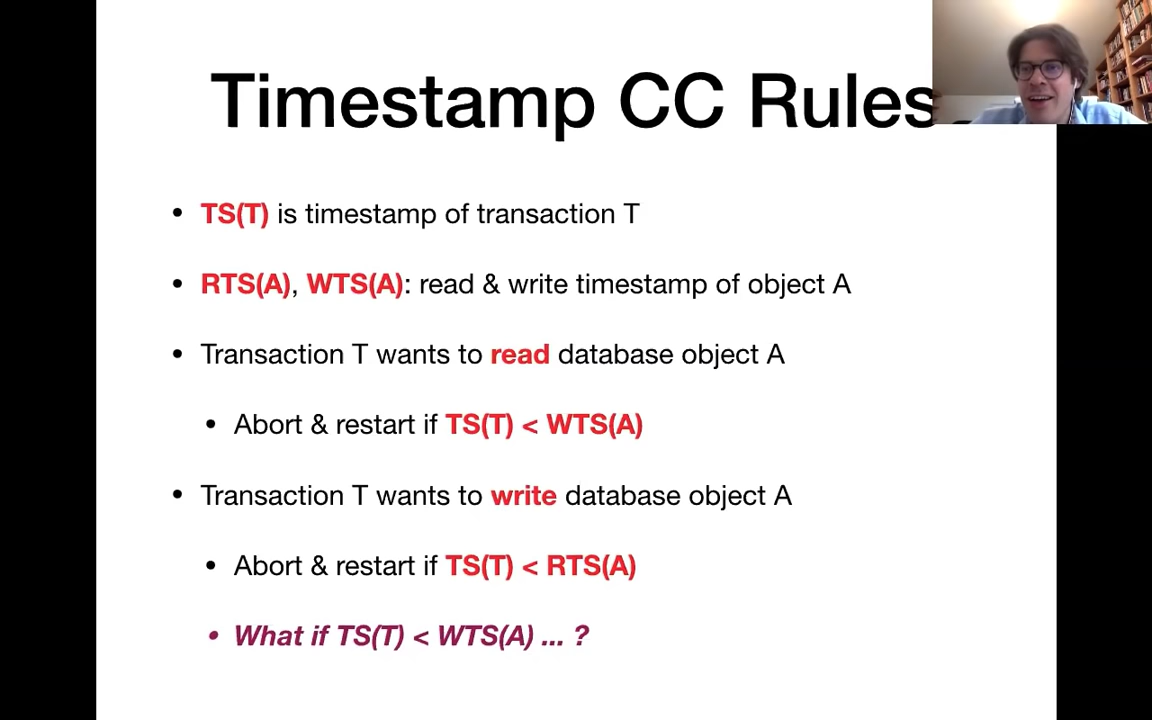 Timestamp CC Rules
• TS(T) is timestamp of transaction T
• RTS(A), WTS(A): read & write timestamp of object A
• Transaction T wants to read database object A
• Abort & restart if TS(T) < WTS(A)
• Transaction T wants to write database object A
• Abort & restart if TS(T) < RTS(A)
• What if TS(T) < WTS(A) ... ?